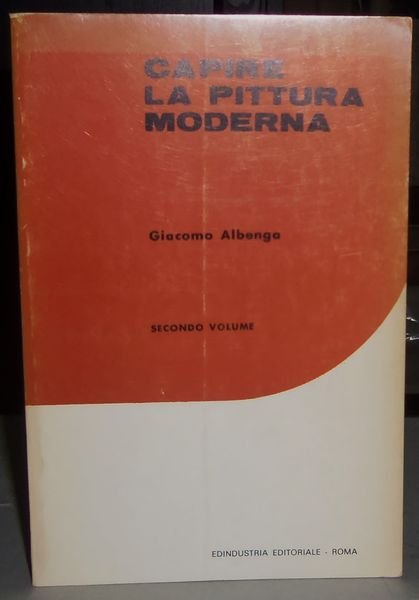 CAPIRE
LA PITTURA
MODERNA
Giacomo Albenga
SECONDO VOLUME
EDINDUSTRIA EDITORIALE - ROMA